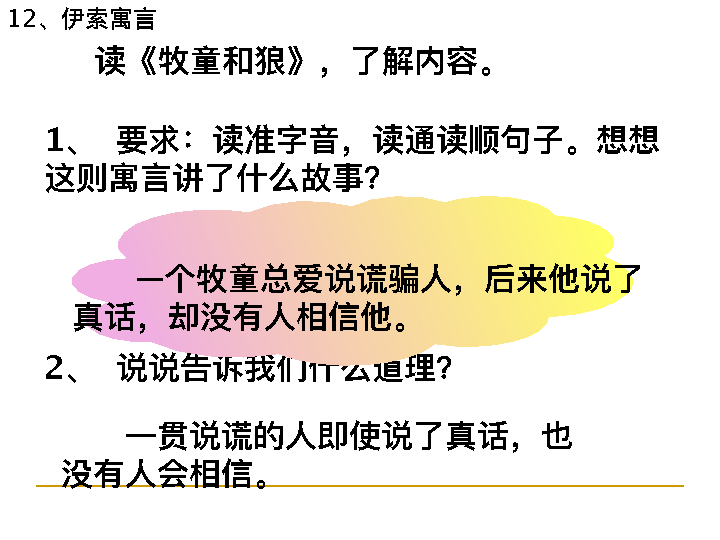 12、伊索寓言
读《牧童和狼》，了解内容。
1、 要求：读准字音，读通读顺句子。想想
这则寓言讲了什么故事?
一个牧童总爱说谎骗人，后来他说了
真话，却没有人相信他。
2、 说说告诉我们什么道理?
一贯说谎的人即使说了真话，也
没有人会相信。